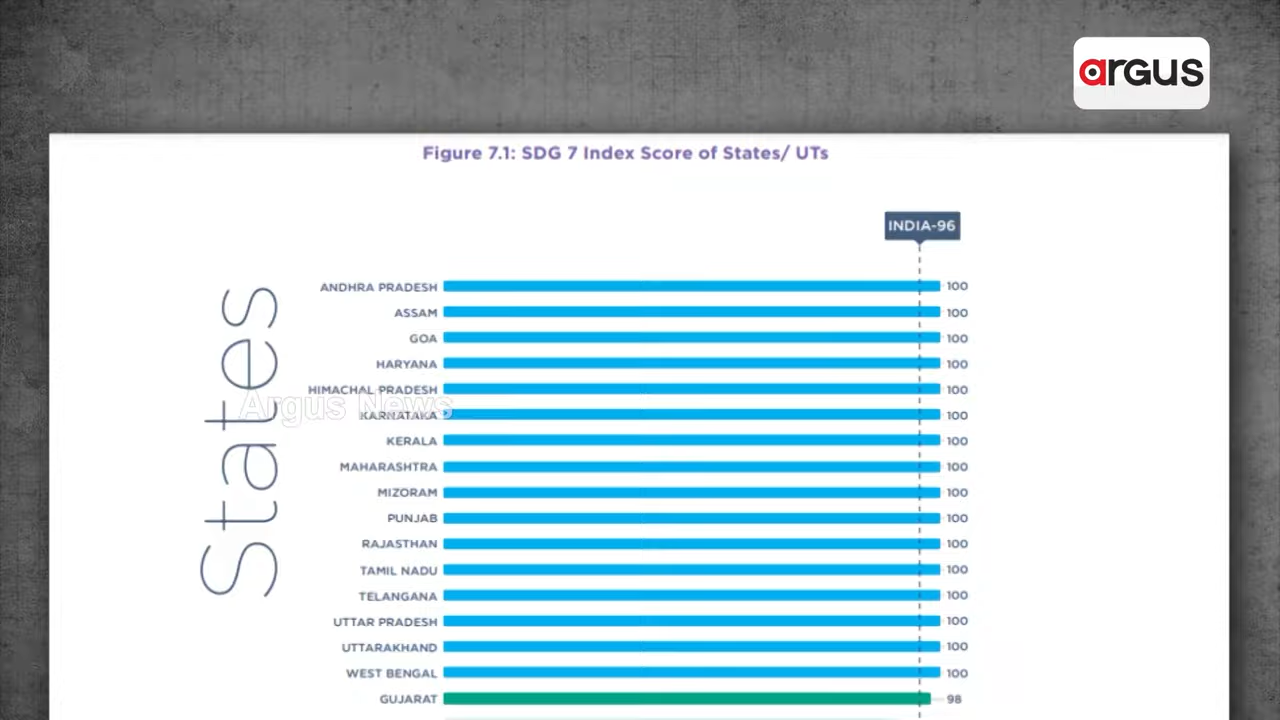 argus
Figure 7.1: SDG 7 Index Score of States/ UTs
INDIA-96
States
ANDHRA PRADESH 100
ASSAM 100
GOA 100
HARYANA 100
HIMACHAL PRADESH 100
Argus News
KARNATAKA 100
KERALA 100
MAHARASHTRA 100
MIZORAM 100
PUNJAB 100
RAJASTHAN 100
TAMIL NADU 100
TELANGANA 100
UTTAR PRADESH 100
UTTARAKHAND 100
WEST BENGAL 100
GUJARAT 98